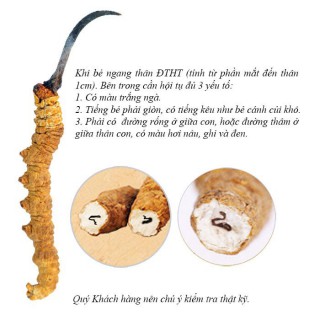 Khi bẻ ngang thân ĐTHT (tính từ phần mắt đến thân
1cm). Bên trong cần hội tụ đủ 3 yếu tố:
1. Có màu trắng ngà.
2. Tiếng bẻ phải giòn, có tiếng kêu như bẻ cánh củi khô.
3. Phải có đường rỗng ở giữa con, hoặc đường thâm ở
giữa thân con, có màu hơi nâu, ghi và đen.
Quý Khách hàng nên chú ý kiểm tra thật kỹ.